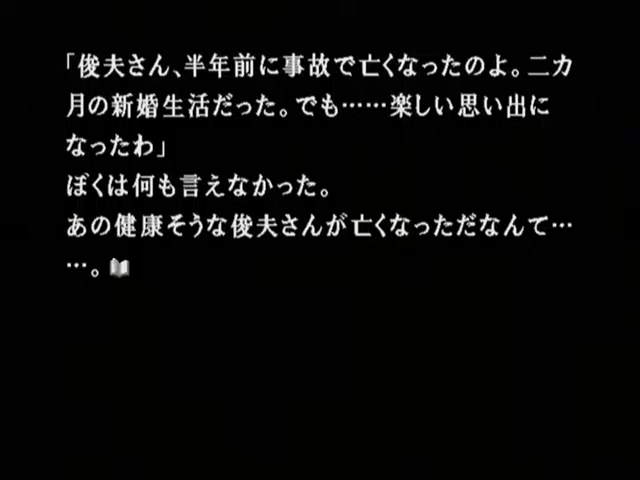 「俊夫さん、半年前に事故で亡くなったのよ。二カ
月の新婚生活だった。でも……楽しい思い出に
なったわ」
ぼくは何も言えなかった。
あの健康そうな俊夫さんが亡くなっただなんて…
…。